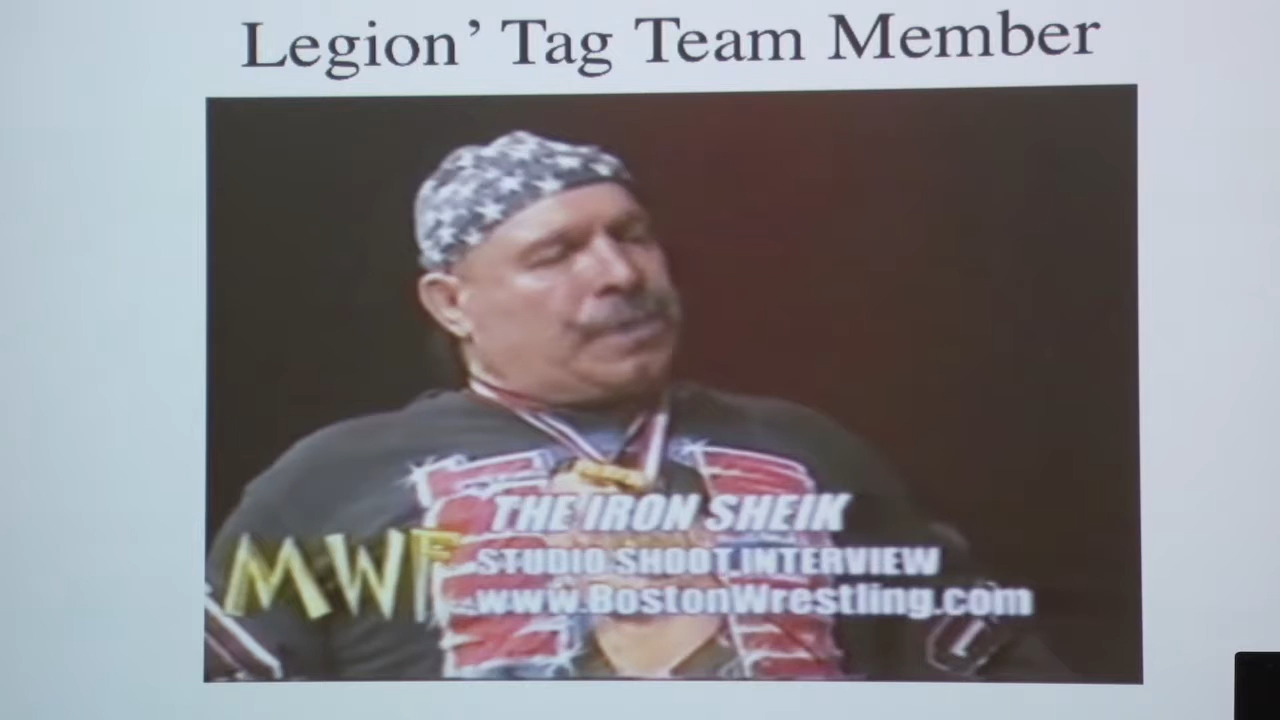 Legion’ Tag Team Member
THE IRON SHEIK
MWF
STUDIO SHOOT INTERVIEW
www.BostonWrestling.com